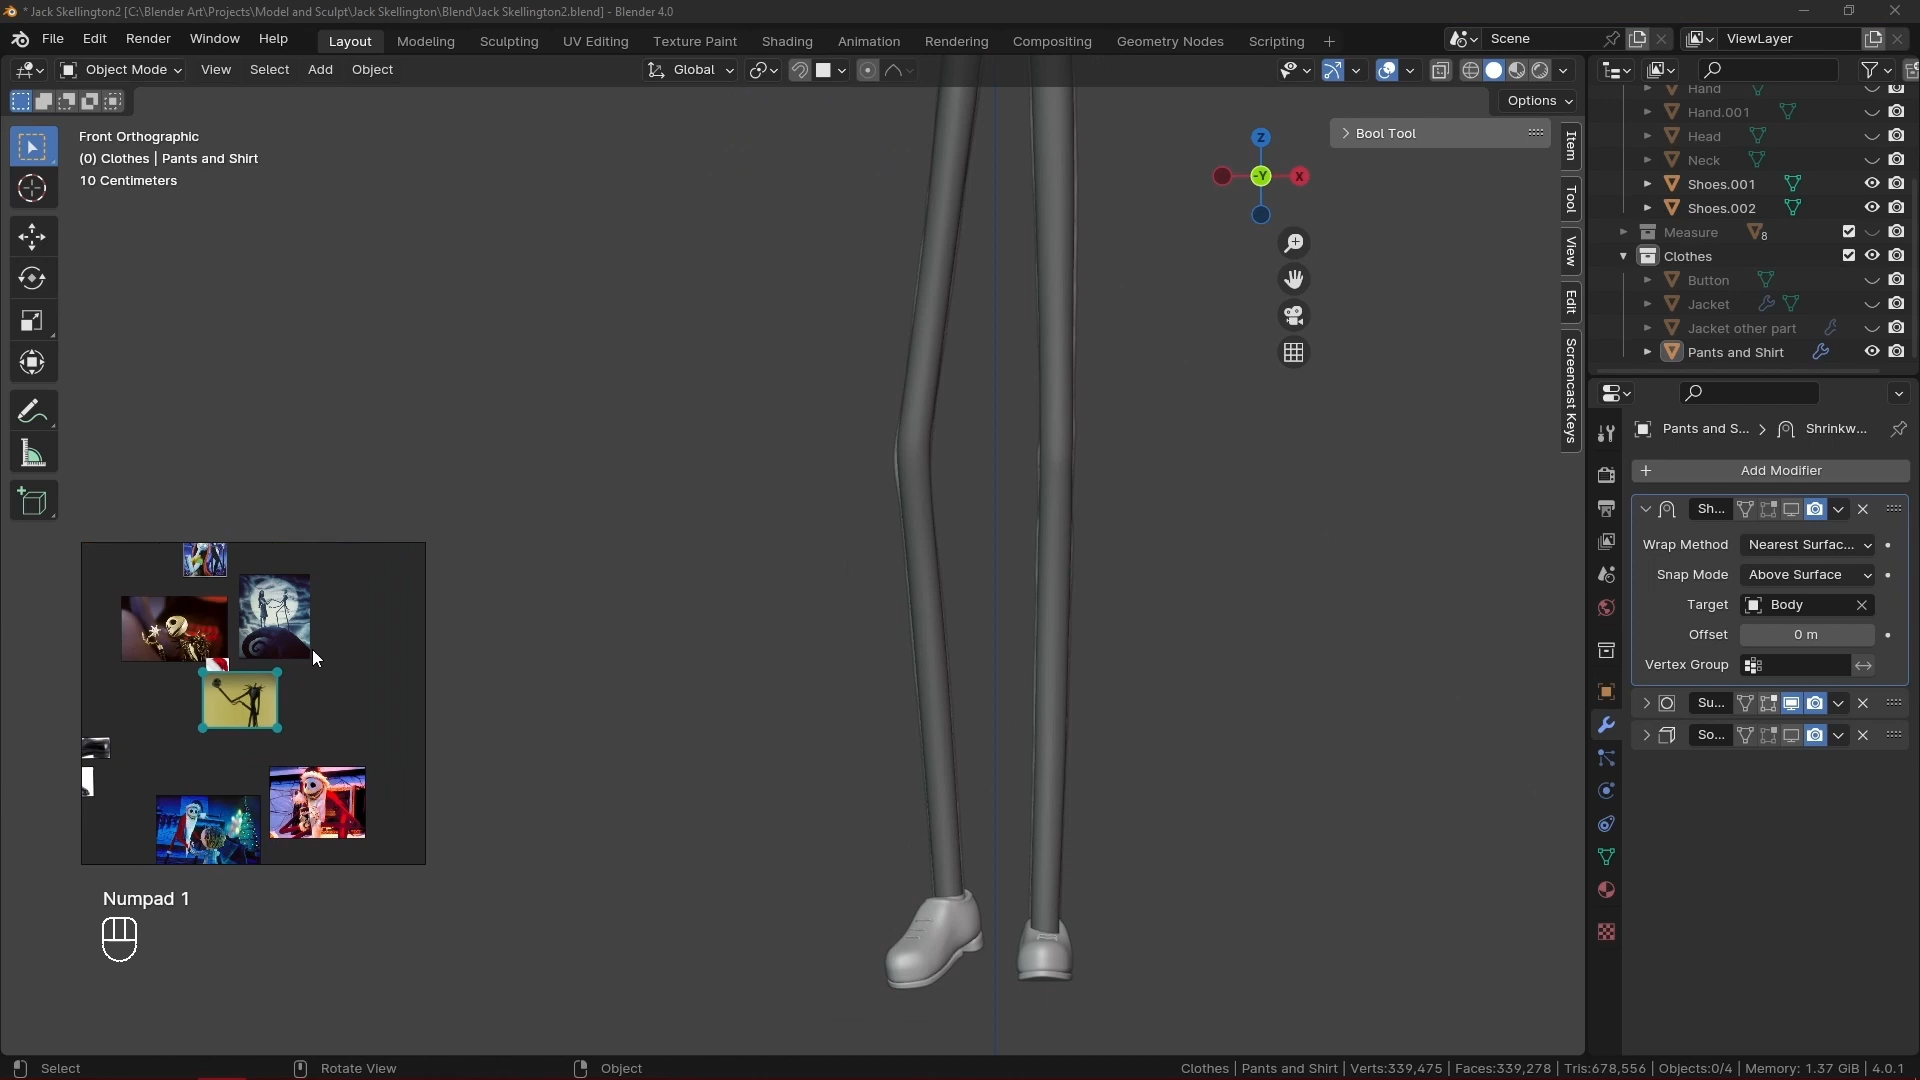 * Jack Skellington2 [C:\Blender Art\Projects\Model and Sculpt\Jack Skellington\Blend\Jack Skellington2.blend] - Blender 4.0
File Edit Render Window Help Layout Modeling Sculpting UV Editing Texture Paint Shading Animation Rendering Compositing Geometry Nodes Scripting + Scene ViewLayer
Object Mode View Select Add Object Global
Options
Front Orthographic
(0) Clothes | Pants and Shirt
10 Centimeters
Z
-Y
X
Bool Tool
Item
Tool
View
Edit
Screencast Keys
Hand
Hand.001
Head
Neck
Shoes.001
Shoes.002
Measure 8
Clothes
Button
Jacket
Jacket other part
Pants and Shirt
Pants and S... > Shrinkw...
+ Add Modifier
Sh...
Wrap Method Nearest Surfac...
Snap Mode Above Surface
Target Body
Offset 0 m
Vertex Group
Su...
So...
Numpad 1
Select Rotate View Object Clothes | Pants and Shirt | Verts:339,475 | Faces:339,278 | Tris:678,556 | Objects:0/4 | Memory: 1.37 GiB | 4.0.1